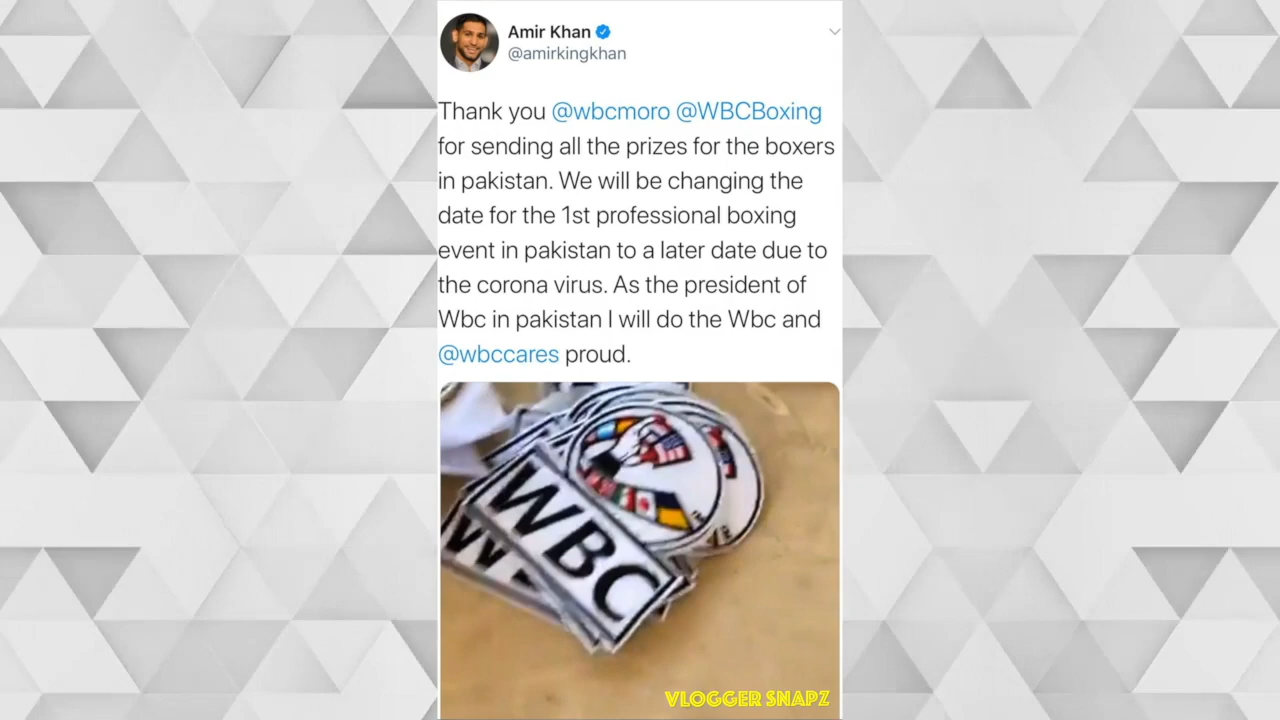 Amir Khan
@amirkingkhan
Thank you @wbcmoro @WBCBoxing
for sending all the prizes for the boxers
in pakistan. We will be changing the
date for the 1st professional boxing
event in pakistan to a later date due to
the corona virus. As the president of
Wbc in pakistan I will do the Wbc and
@wbccares proud.
WBC
VLOGGER SNAPZ